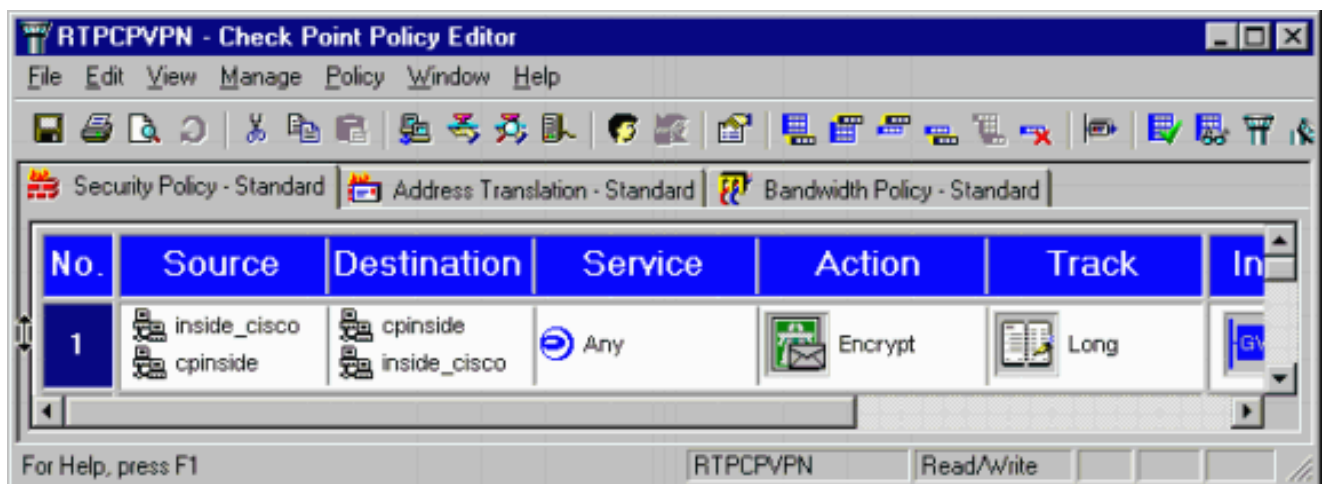 RTPCPVPN - Check Point Policy Editor
File Edit View Manage Policy Window Help
Security Policy - Standard Address Translation - Standard Bandwidth Policy - Standard
No. Source Destination Service Action Track In
1 inside_cisco cpinside Any Encrypt Long GV
cpinside inside_cisco
For Help, press F1 RTPCPVPN Read/Write